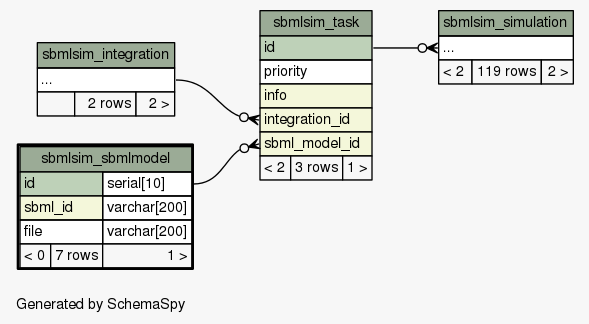 sbmlsim_integration
...
2 rows 2 >
sbmlsim_sbmlmodel
id serial[10]
sbml_id varchar[200]
file varchar[200]
< 0 7 rows 1 >
sbmlsim_task
id
priority
info
integration_id
sbml_model_id
< 2 3 rows 1 >
sbmlsim_simulation
...
< 2 119 rows 2 >
Generated by SchemaSpy